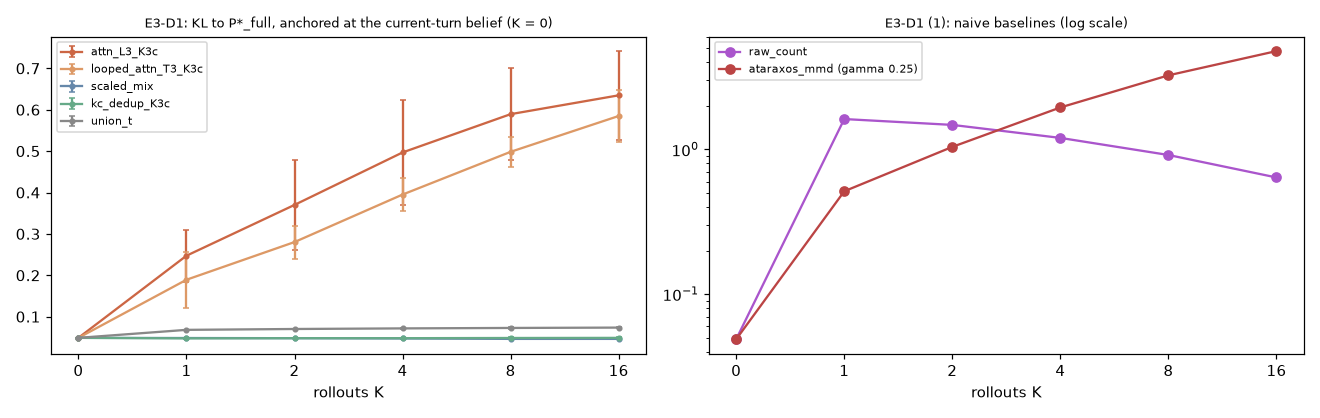 E3-D1: KL to P*_full, anchored at the current-turn belief (K = 0)
attn_L3_K3c
looped_attn_T3_K3c
scaled_mix
kc_dedup_K3c
union_t
0.7
0.6
0.5
0.4
0.3
0.2
0.1
0 1 2 4 8 16
rollouts K
E3-D1 (1): naive baselines (log scale)
raw_count
ataraxos_mmd (gamma 0.25)
10⁰
10⁻¹
0 1 2 4 8 16
rollouts K